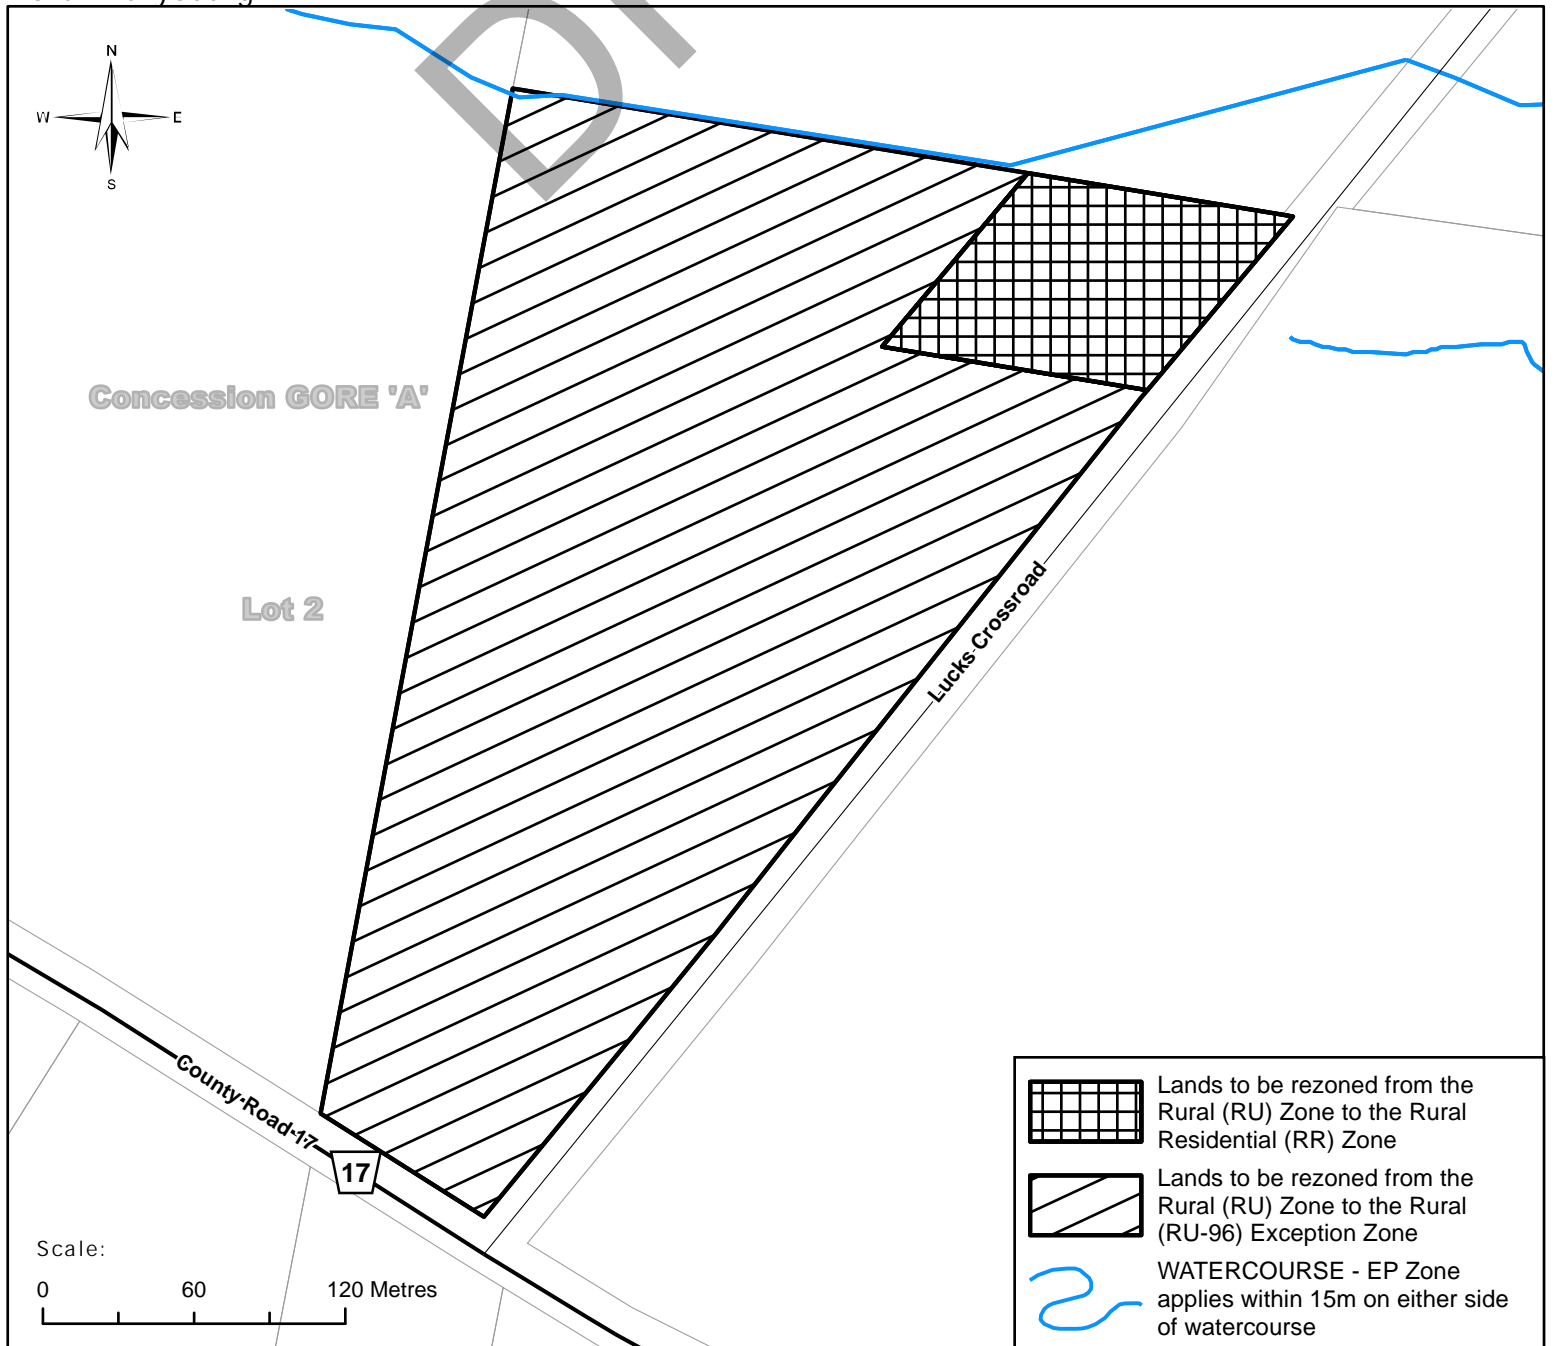 N
W E
S
Concession GORE 'A'
Lot 2
Lucks Crossroad
County Road 17
17
Scale:
0 60 120 Metres
Lands to be rezoned from the
Rural (RU) Zone to the Rural
Residential (RR) Zone
Lands to be rezoned from the
Rural (RU) Zone to the Rural
(RU-96) Exception Zone
WATERCOURSE - EP Zone
applies within 15m on either side
of watercourse